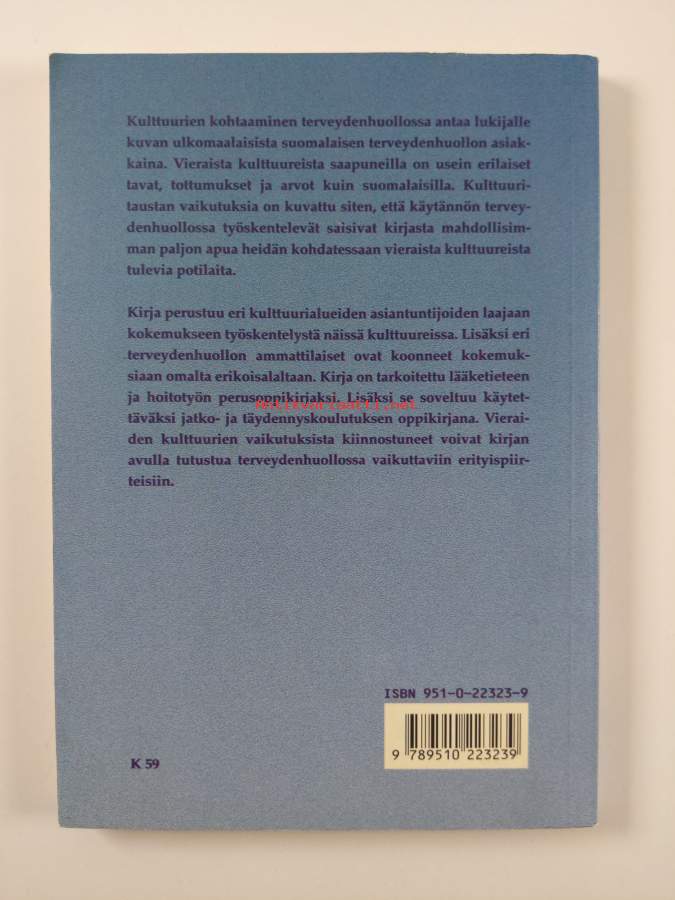 Kulttuurien kohtaaminen terveydenhuollossa antaa lukijalle
kuvan ulkomaalaisista suomalaisen terveydenhuollon asiak-
kaina. Vieraista kulttuureista saapuneilla on usein erilaiset
tavat, tottumukset ja arvot kuin suomalaisilla. Kulttuuri-
taustan vaikutuksia on kuvattu siten, että käytännön tervey-
denhuollossa työskentelevät saisivat kirjasta mahdollisim-
man paljon apua heidän kohdatessaan vieraista kulttuureista
tulevia potilaita.
Kirja perustuu eri kulttuurialueiden asiantuntijoiden laajaan
kokemukseen työskentelystä näissä kulttuureissa. Lisäksi eri
terveydenhuollon ammattilaiset ovat koonneet kokemuk-
siaan omalta erikoisalaltaan. Kirja on tarkoitettu lääketieteen
ja hoitotyön perusoppikirjaksi. Lisäksi se soveltuu käytet-
Antikvariaatti.net
täväksi jatko- ja täydennyskoulutuksen oppikirjana. Vierai-
den kulttuurien vaikutuksista kiinnostuneet voivat kirjan
avulla tutustua terveydenhuollossa vaikuttaviin erityispiir-
teisiin.
ISBN 951-0-22323-9
9 789510 223239
K 59